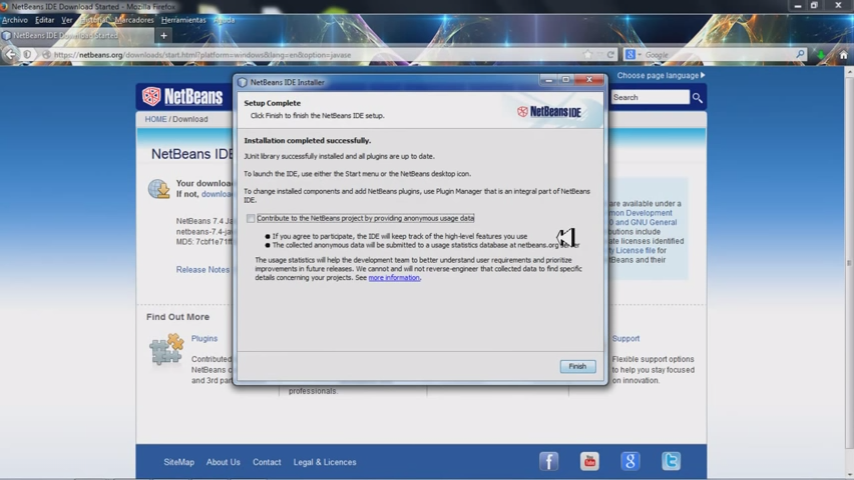 NetBeans IDE Download Started - Mozilla Firefox
Archivo Editar Ver Historial Marcadores Herramientas Ayuda
NetBeans IDE Download Started
https://netbeans.org/downloads/start.html?platform=windows&lang=en&option=javase
Google
Choose page language
NetBeans
Search
HOME / Download
NetBeans IDE
Your download
If not, download
NetBeans 7.4
netbeans-7.4-
MD5: 7cbf1e71f
Release Notes
are available under a
mon Development
and GNU General
tributions include
ate licenses identified
y License file for
NetBeans and their
NetBeans IDE Installer
Setup Complete
Click Finish to finish the NetBeans IDE setup.
NetBeansIDE
Installation completed successfully.
JUnit library successfully installed and all plugins are up to date.
To launch the IDE, use either the Start menu or the NetBeans desktop icon.
To change installed components and add NetBeans plugins, use Plugin Manager that is an integral part of NetBeans
IDE.
Contribute to the NetBeans project by providing anonymous usage data
If you agree to participate, the IDE will keep track of the high-level features you use
The collected anonymous data will be submitted to a usage statistics database at netbeans.org server
The usage statistics will help the development team to better understand user requirements and prioritize
improvements in future releases. We cannot and will not reverse-engineer that collected data to find specific
details concerning your projects. See more information.
Finish
Find Out More
Plugins
Contributed
NetBeans
and 3rd part
professionals.
Support
Flexible support options
to help you stay focused
on innovation.
SiteMap About Us Contact Legal & Licences